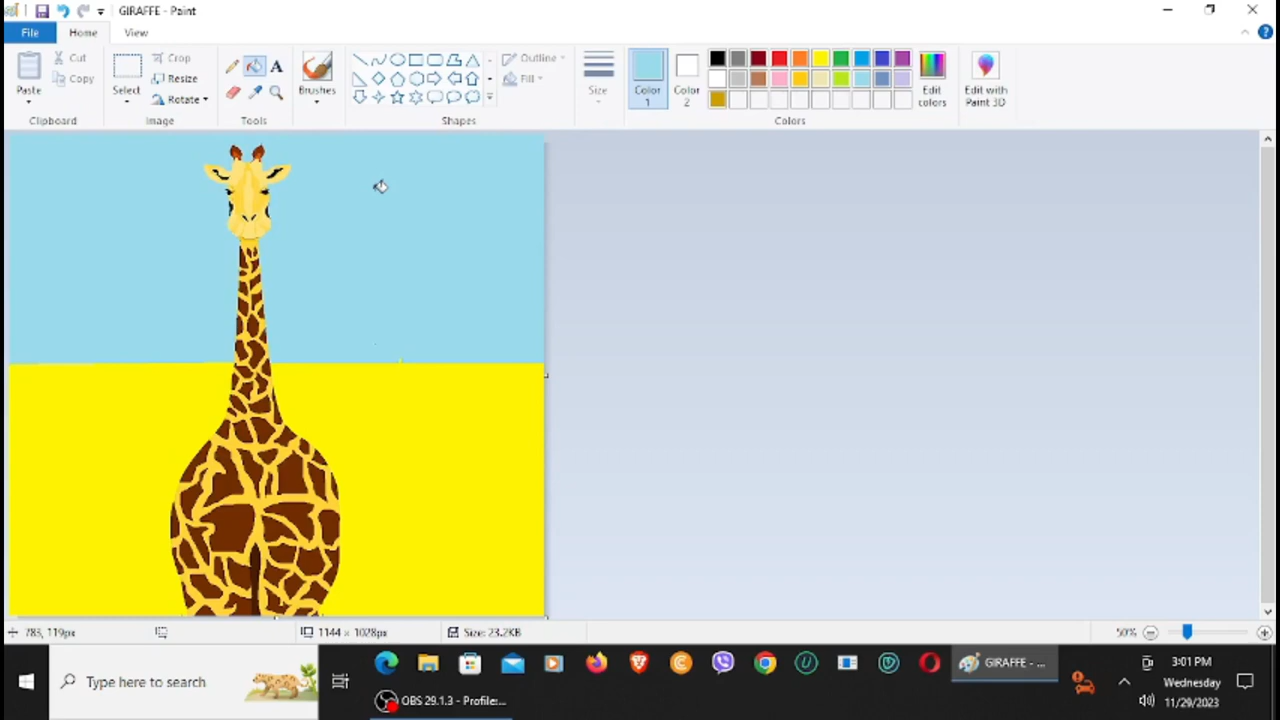 GIRAFFE - Paint
File
Home
View
Paste
Cut
Copy
Clipboard
Select
Crop
Resize
Rotate
Image
A
Tools
Brushes
Outline
Fill
Shapes
Size
Color
1
Color
2
Edit
colors
Edit with
Paint 3D
Colors
783, 119px
1144 × 1028px
Size: 23.2KB
50%
Type here to search
GIRAFFE - ...
OBS 29.1.3 - Profile:...
3:01 PM
Wednesday
11/29/2023